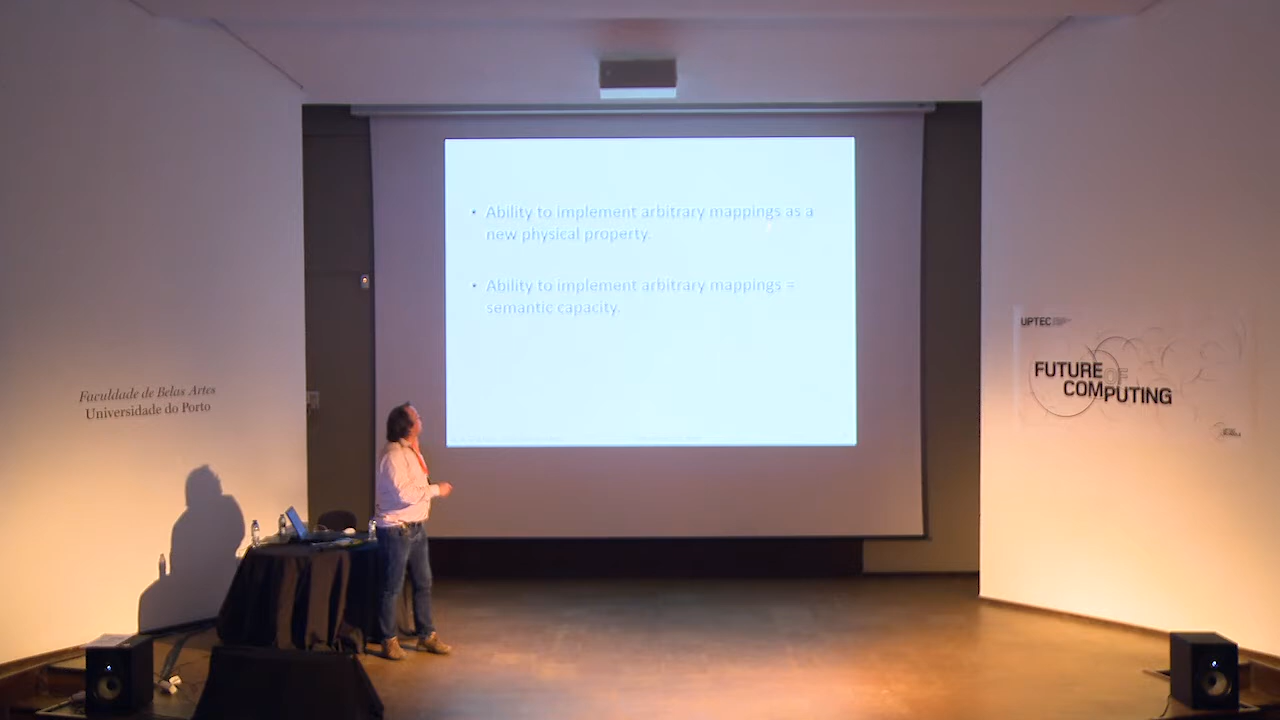 • Ability to implement arbitrary mappings as a
new physical property.
• Ability to implement arbitrary mappings =
semantic capacity.
Faculdade de Belas Artes
Universidade do Porto
UPTEC
FUTURE OF
COMPUTING